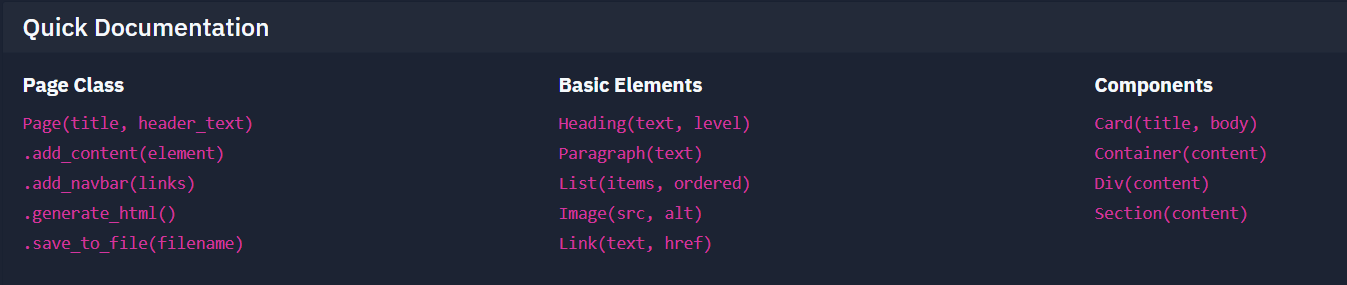 Quick Documentation
Page Class
Page(title, header_text)
.add_content(element)
.add_navbar(links)
.generate_html()
.save_to_file(filename)
Basic Elements
Heading(text, level)
Paragraph(text)
List(items, ordered)
Image(src, alt)
Link(text, href)
Components
Card(title, body)
Container(content)
Div(content)
Section(content)